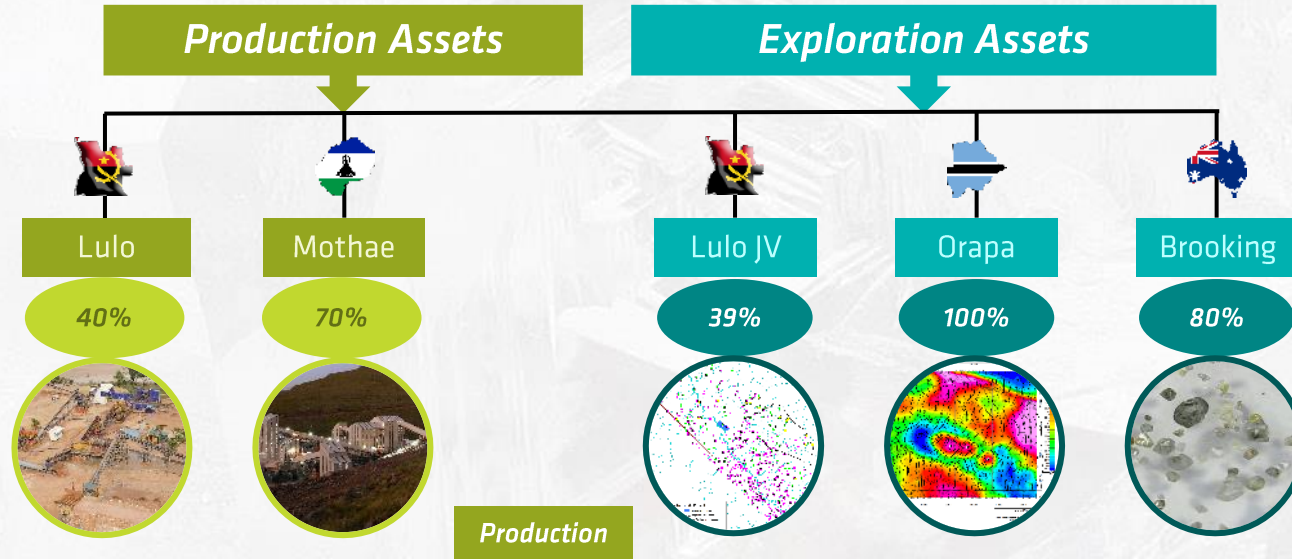 Production Assets
Exploration Assets
Lulo
Mothae
Lulo JV
Orapa
Brooking
40%
70%
39%
100%
80%
Production